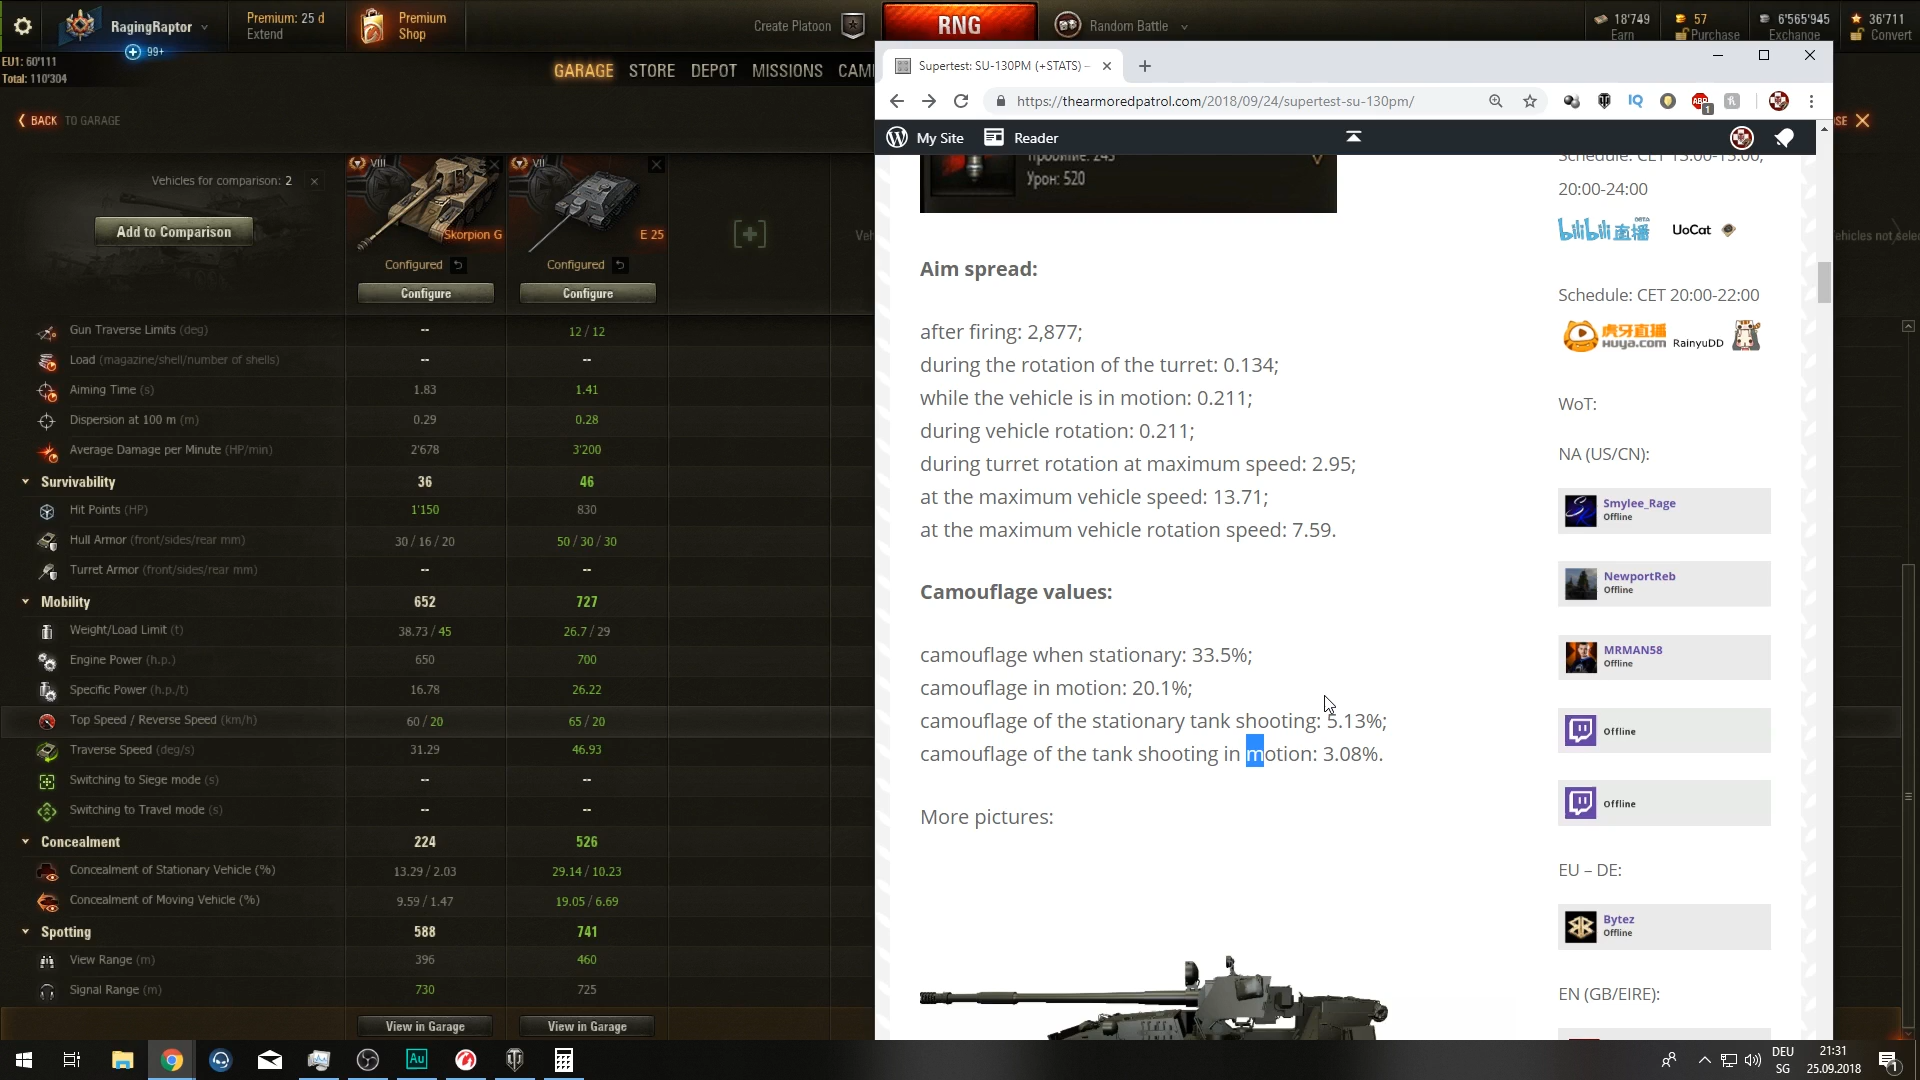 RagingRaptor
99+
Premium: 25 d
Extend
Premium
Shop
Create Platoon
RNG
Random Battle
18'749
Earn
57
Purchase
6'565'945
Exchange
36'711
Convert
EU1: 60'111
Total: 110'304
GARAGE
STORE
DEPOT
MISSIONS
BACK TO GARAGE
Vehicles for comparison: 2
Add to Comparison
VIII
Skorpion G
VII
E 25
Configured
Configured
Configure
Configure
Gun Traverse Limits (deg) -- 12 / 12
Load (magazine/shell/number of shells) -- --
Aiming Time (s) 1.83 1.41
Dispersion at 100 m (m) 0.29 0.28
Average Damage per Minute (HP/min) 2'678 3'200
Survivability 36 46
Hit Points (HP) 1'150 830
Hull Armor (front/sides/rear mm) 30 / 16 / 20 50 / 30 / 30
Turret Armor (front/sides/rear mm) -- --
Mobility 652 727
Weight/Load Limit (t) 38.73 / 45 26.7 / 29
Engine Power (h.p.) 650 700
Specific Power (h.p./t) 16.78 26.22
Top Speed / Reverse Speed (km/h) 60 / 20 65 / 20
Traverse Speed (deg/s) 31.29 46.93
Switching to Siege mode (s) -- --
Switching to Travel mode (s) -- --
Concealment 224 526
Concealment of Stationary Vehicle (%) 13.29 / 2.03 29.14 / 10.23
Concealment of Moving Vehicle (%) 9.59 / 1.47 19.05 / 6.69
Spotting 588 741
View Range (m) 396 460
Signal Range (m) 730 725
View in Garage View in Garage
Supertest: SU-130PM (+STATS) –
https://thearmoredpatrol.com/2018/09/24/supertest-su-130pm/
IQ
ABP
1
My Site
Reader
Урон: 520
Aim spread:
after firing: 2,877;
during the rotation of the turret: 0.134;
while the vehicle is in motion: 0.211;
during vehicle rotation: 0.211;
during turret rotation at maximum speed: 2.95;
at the maximum vehicle speed: 13.71;
at the maximum vehicle rotation speed: 7.59.
Camouflage values:
camouflage when stationary: 33.5%;
camouflage in motion: 20.1%;
camouflage of the stationary tank shooting: 5.13%;
camouflage of the tank shooting in motion: 3.08%.
More pictures:
20:00-24:00
bilibili 直播 BETA
UoCat
Schedule: CET 20:00-22:00
虎牙直播
Huya.com
RainyuDD
WoT:
NA (US/CN):
Smylee_Rage
Offline
NewportReb
Offline
MRMAN58
Offline
Offline
Offline
EU – DE:
Bytez
Offline
EN (GB/EIRE):
Au
DEU
SG
21:31
25.09.2018
1